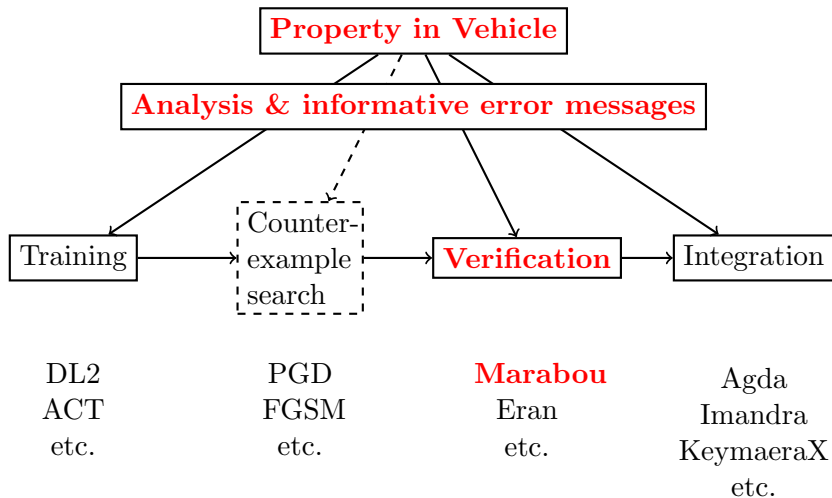 Property in Vehicle
Analysis & informative error messages
Training
Counter-
example
search
Verification
Integration
DL2
ACT
etc.
PGD
FGSM
etc.
Marabou
Eran
etc.
Agda
Imandra
KeymaeraX
etc.